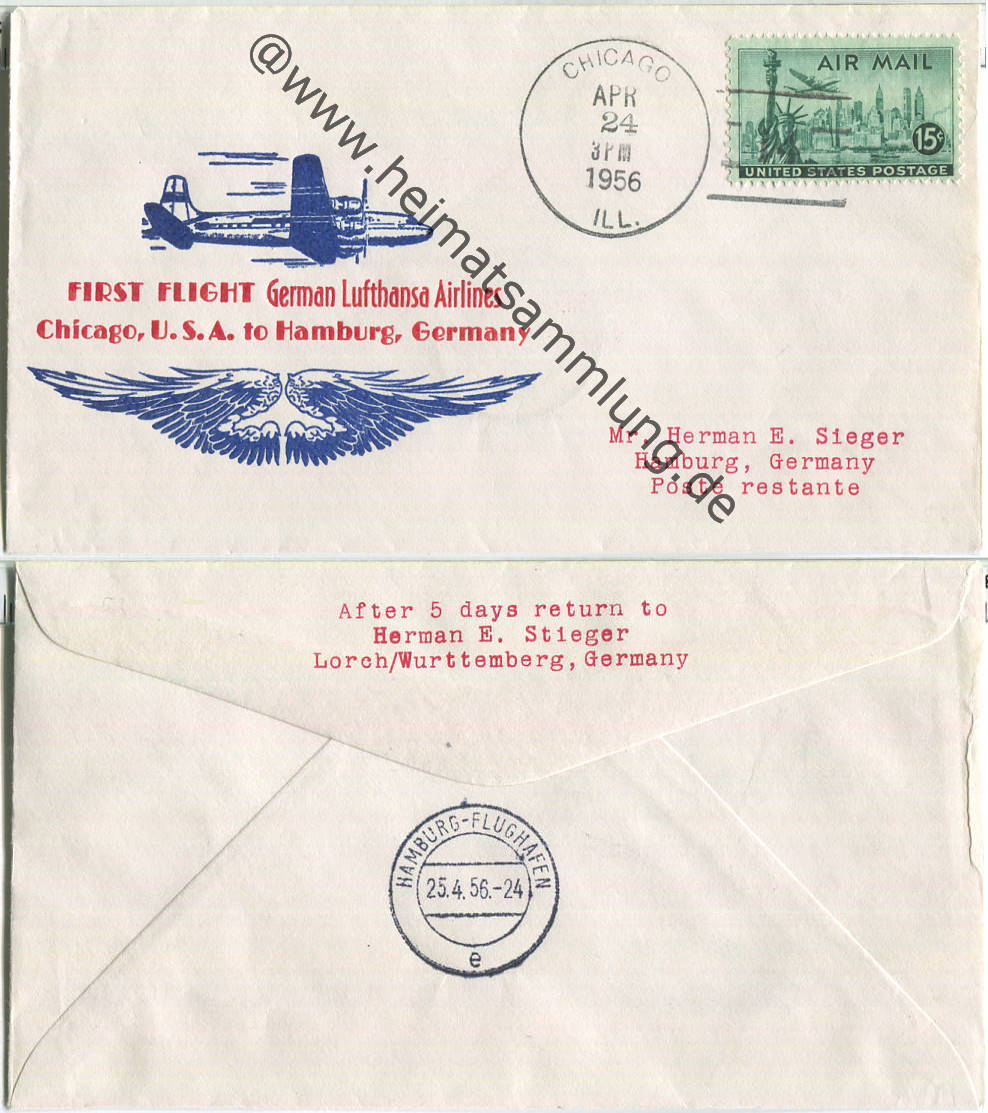 @www.heimatsammlung.de
CHICAGO
APR
24
3PM
1956
ILL.
AIR MAIL
15¢
UNITED STATES POSTAGE
FIRST FLIGHT German Lufthansa Airlines
Chicago, U.S.A. to Hamburg, Germany
Mr. Herman E. Sieger
Hamburg, Germany
Poste restante
After 5 days return to
Herman E. Stieger
Lorch/Wurttemberg, Germany
HAMBURG-FLUGHAFEN
25.4.56.-24
e